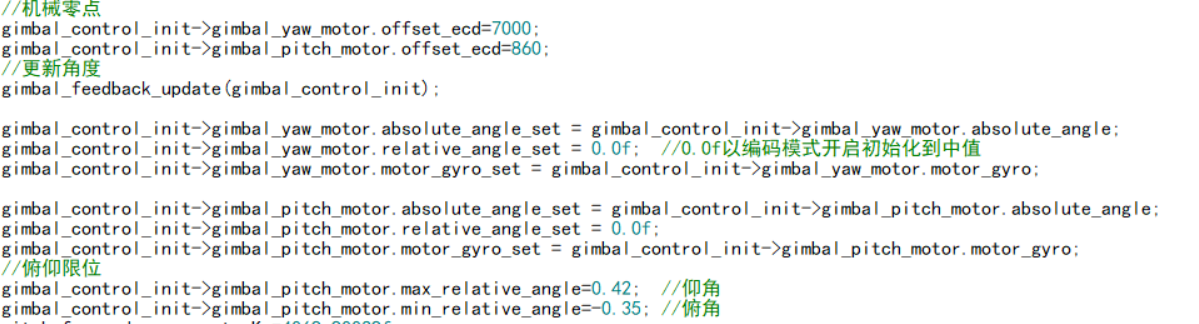 //机械零点
gimbal_control_init->gimbal_yaw_motor.offset_ecd=7000;
gimbal_control_init->gimbal_pitch_motor.offset_ecd=860;
//更新角度
gimbal_feedback_update(gimbal_control_init);
gimbal_control_init->gimbal_yaw_motor.absolute_angle_set = gimbal_control_init->gimbal_yaw_motor.absolute_angle;
gimbal_control_init->gimbal_yaw_motor.relative_angle_set = 0.0f; //0.0f以编码模式开启初始化到中值
gimbal_control_init->gimbal_yaw_motor.motor_gyro_set = gimbal_control_init->gimbal_yaw_motor.motor_gyro;
gimbal_control_init->gimbal_pitch_motor.absolute_angle_set = gimbal_control_init->gimbal_pitch_motor.absolute_angle;
gimbal_control_init->gimbal_pitch_motor.relative_angle_set = 0.0f;
gimbal_control_init->gimbal_pitch_motor.motor_gyro_set = gimbal_control_init->gimbal_pitch_motor.motor_gyro;
//俯仰限位
gimbal_control_init->gimbal_pitch_motor.max_relative_angle=0.42; //仰角
gimbal_control_init->gimbal_pitch_motor.min_relative_angle=-0.35; //俯角